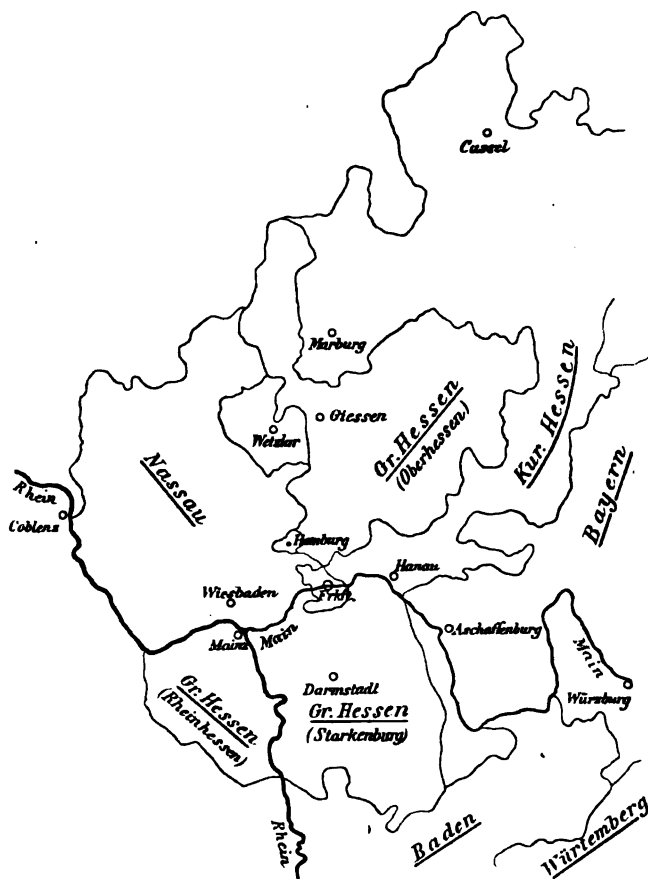 Cassel
Marburg
Giessen
Wetzlar
Gr. Hessen
(Oberhessen)
Kur. Hessen
Bayern
Nassau
Rhein
Coblenz
Homburg
Hanau
Frkft.
Wiesbaden
Mainz
Main
Aschaffenburg
Main
Würzburg
Darmstadt
Gr. Hessen
(Starkenburg)
Gr. Hessen
(Rheinhessen)
Rhein
Baden
Würtemberg